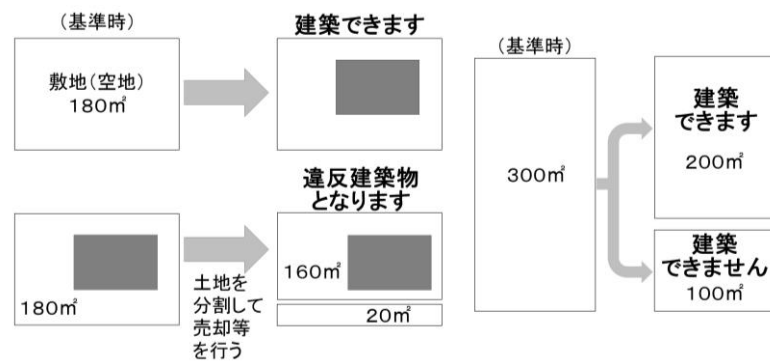 （基準時）
敷地（空地）
180㎡
建築できます
180㎡
土地を
分割して
売却等
を行う
違反建築物
となります
160㎡
20㎡
（基準時）
300㎡
建築
できます
200㎡
建築
できません
100㎡